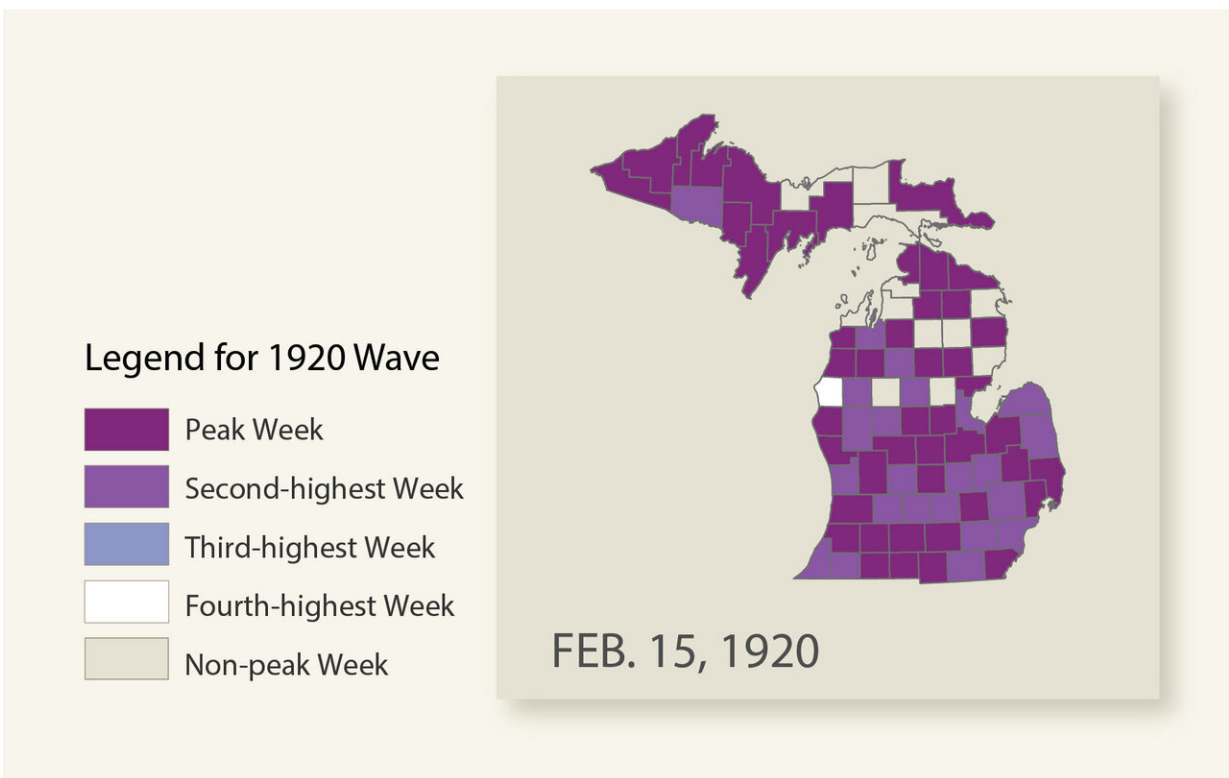 Legend for 1920 Wave
Peak Week
Second-highest Week
Third-highest Week
Fourth-highest Week
Non-peak Week
FEB. 15, 1920